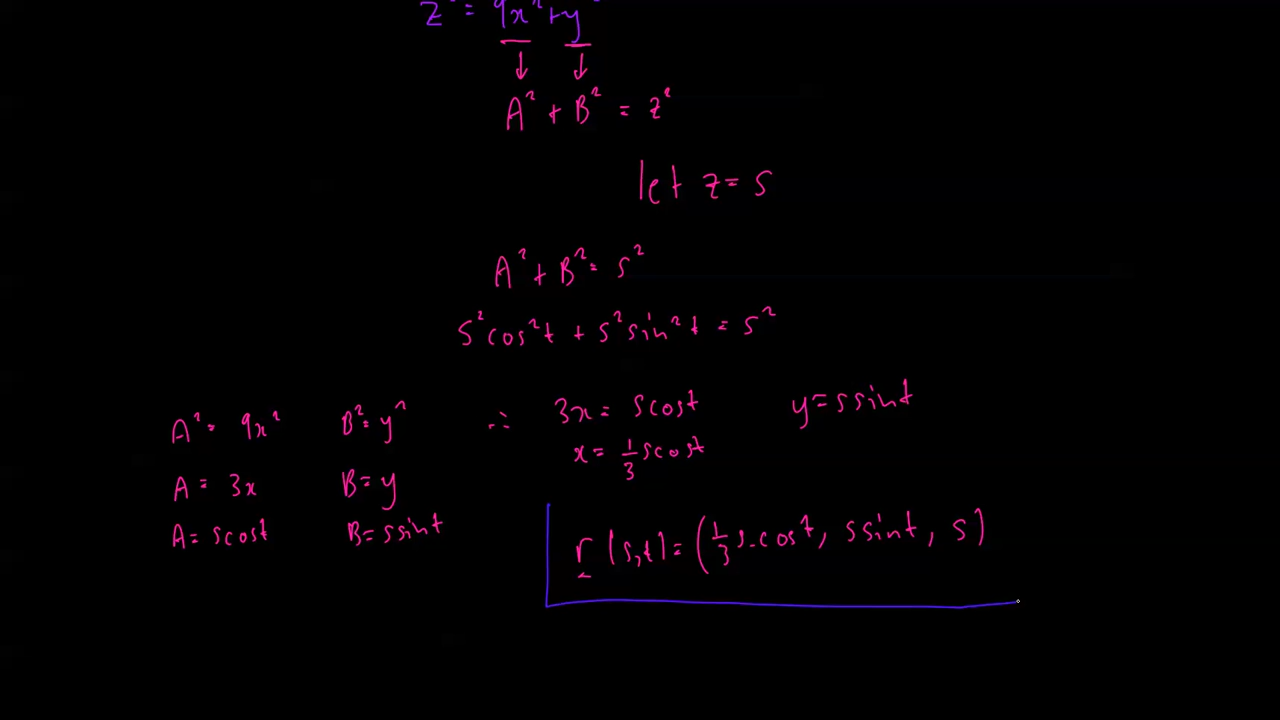 z² = 9x² + y²
A² + B² = z²
let z = s
A² + B² = s²
s²cos²t + s²sin²t = s²
A² = 9x² B² = y² ∴ 3x = scost y = ssint
x = 1/3 scost
A = 3x B = y
A = scost B = ssint
r(s,t) = (1/3 s.cost, ssint, s)